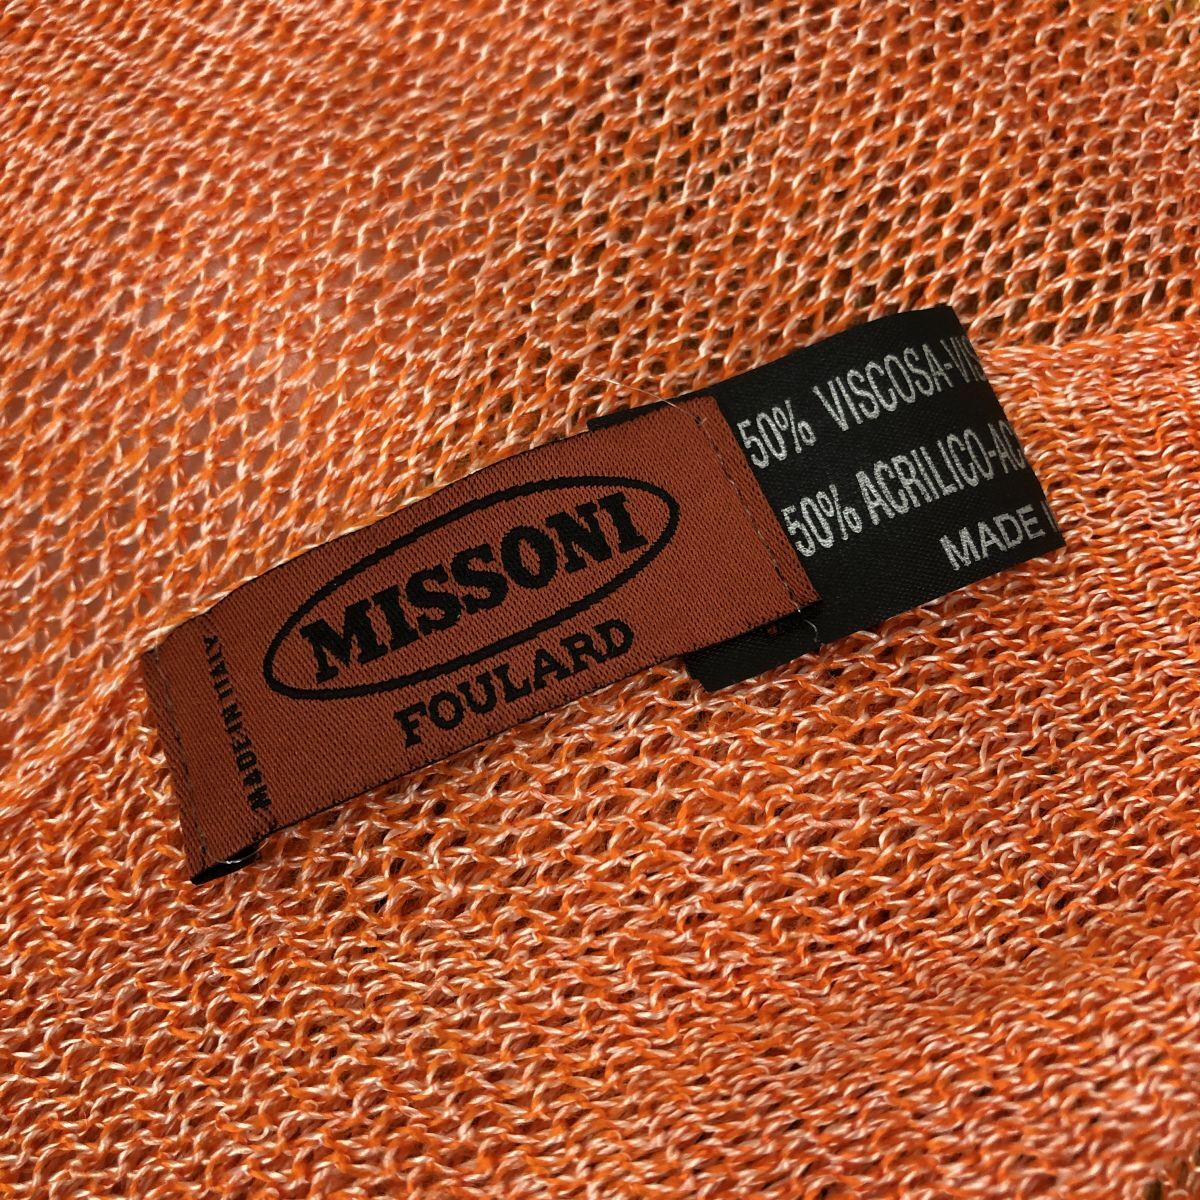 MISSONI
FOULARD
MADE IN ITALY
50% VISCOSA-VIS
50% ACRILICO-AC
MADE